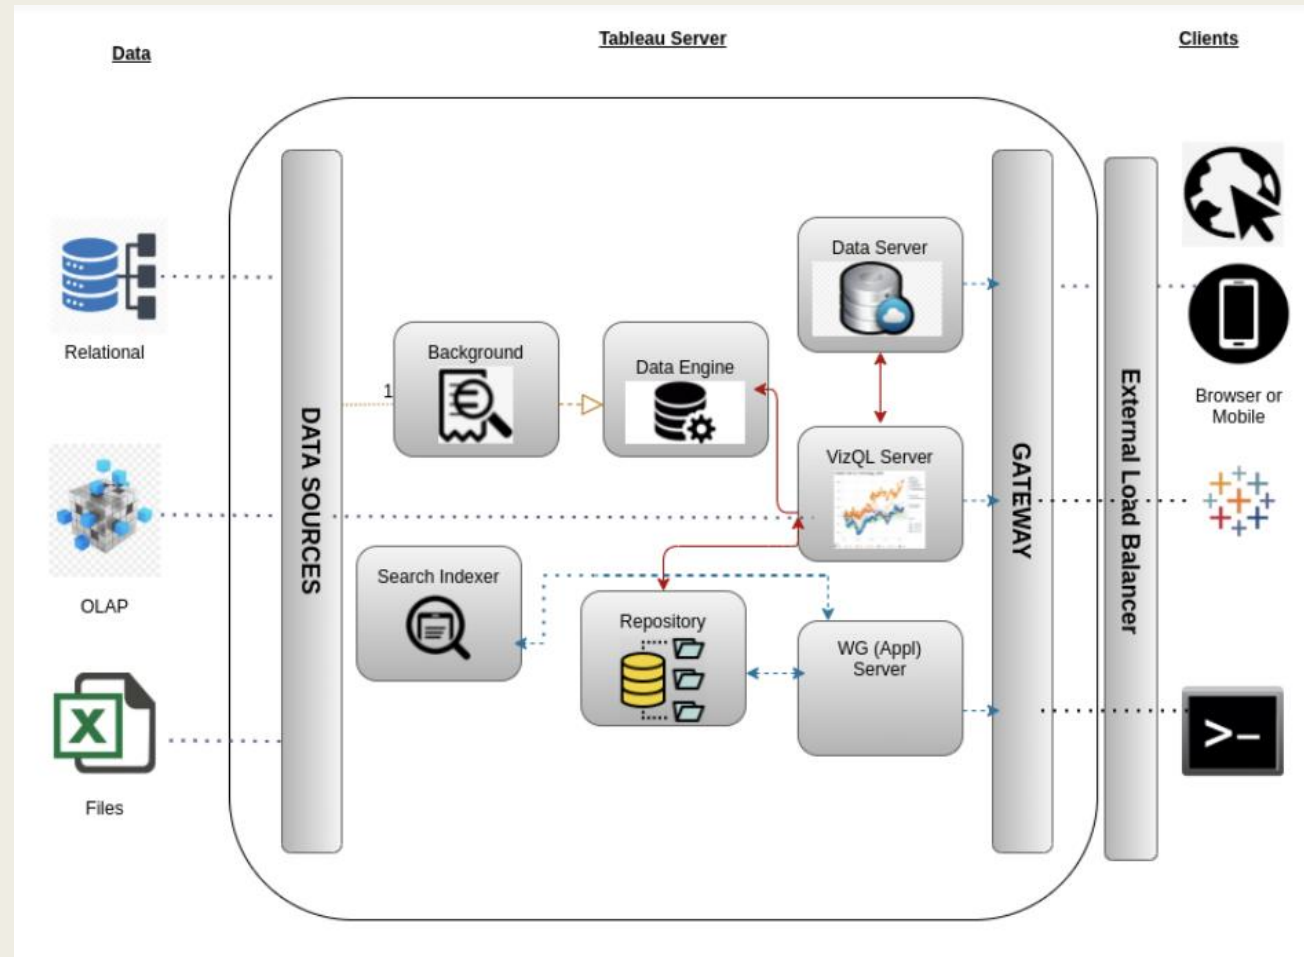 Data
Tableau Server
Clients
Relational
OLAP
Files
DATA SOURCES
1
Background
Data Engine
Data Server
VizQL Server
Search Indexer
Repository
WG (Appl)
Server
GATEWAY
External Load Balancer
Browser or
Mobile
>-